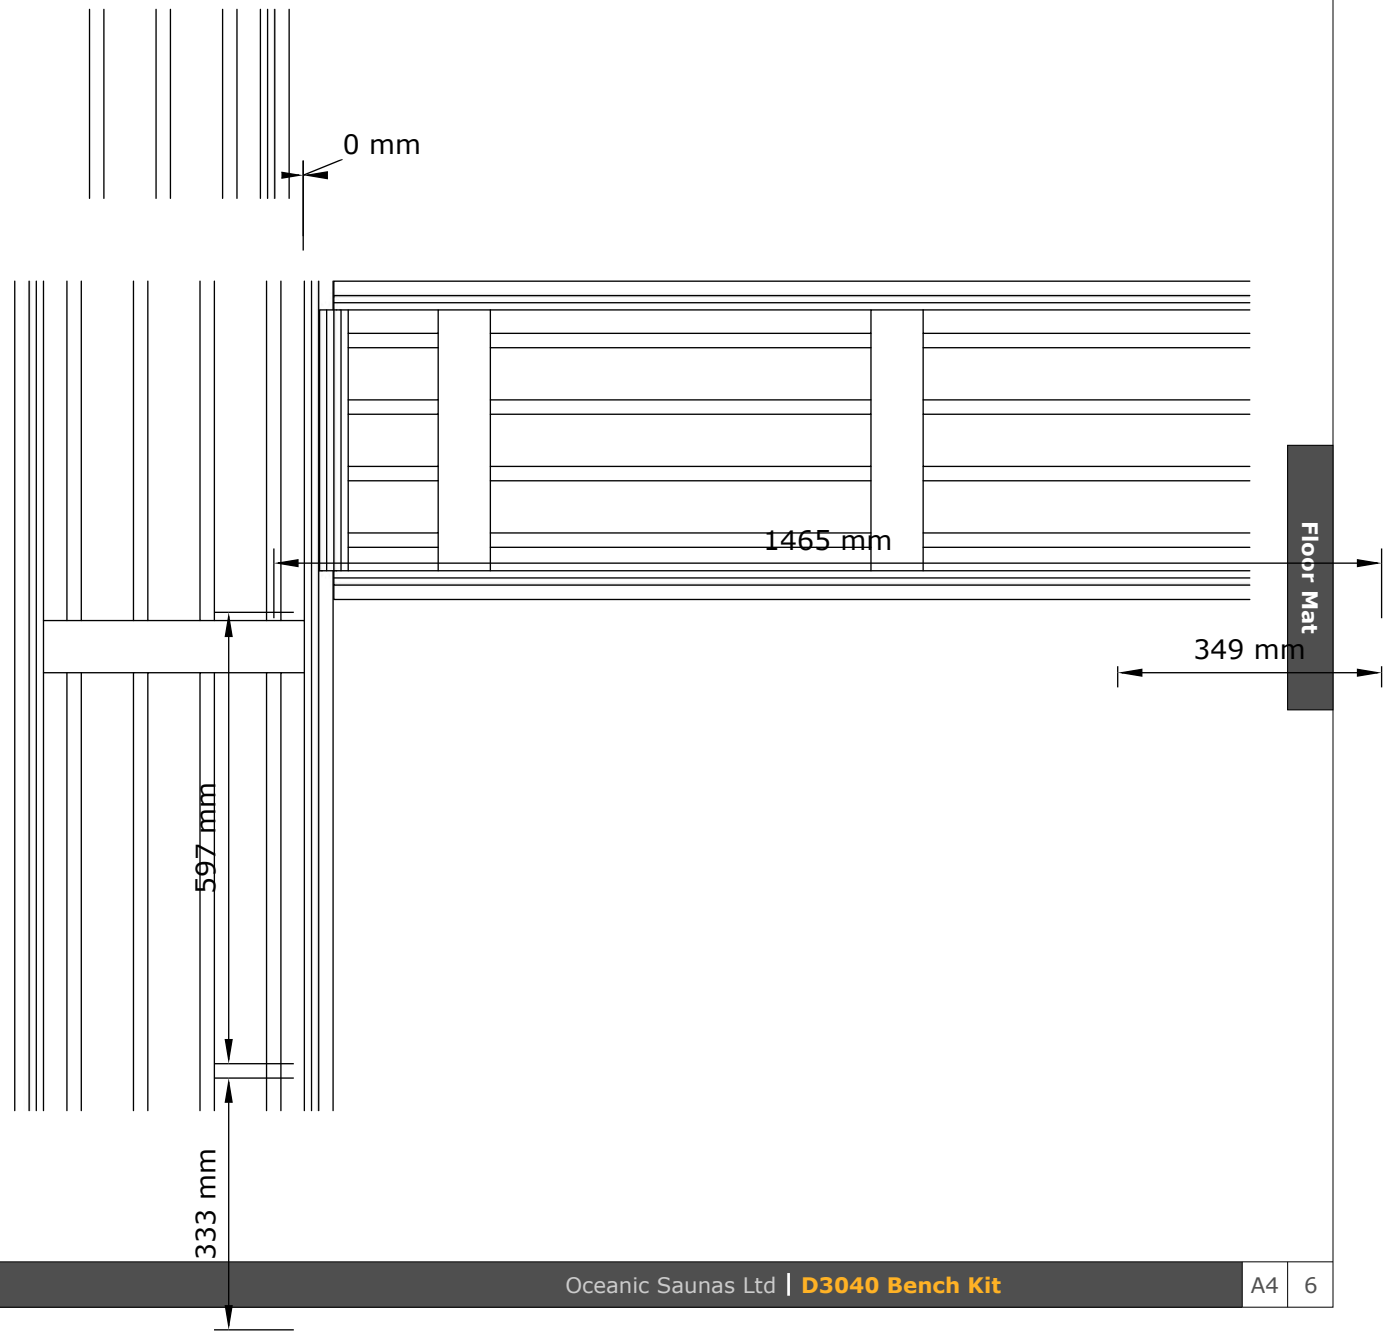 0 mm
1465 mm
Floor Mat
349 mm
597 mm
333 mm
Oceanic Saunas Ltd | D3040 Bench Kit
A4
6